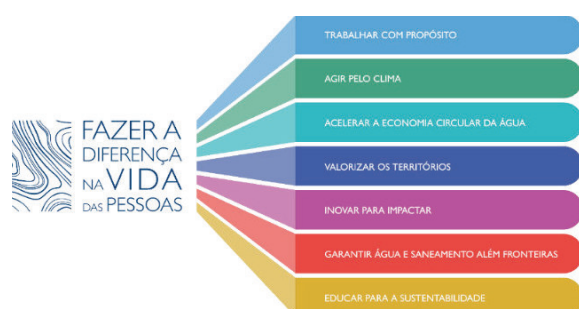 FAZER A
DIFERENÇA
NA VIDA
DAS PESSOAS
TRABALHAR COM PROPÓSITO
AGIR PELO CLIMA
ACELERAR A ECONOMIA CIRCULAR DA ÁGUA
VALORIZAR OS TERRITÓRIOS
INOVAR PARA IMPACTAR
GARANTIR ÁGUA E SANEAMENTO ALÉM FRONTEIRAS
EDUCAR PARA A SUSTENTABILIDADE